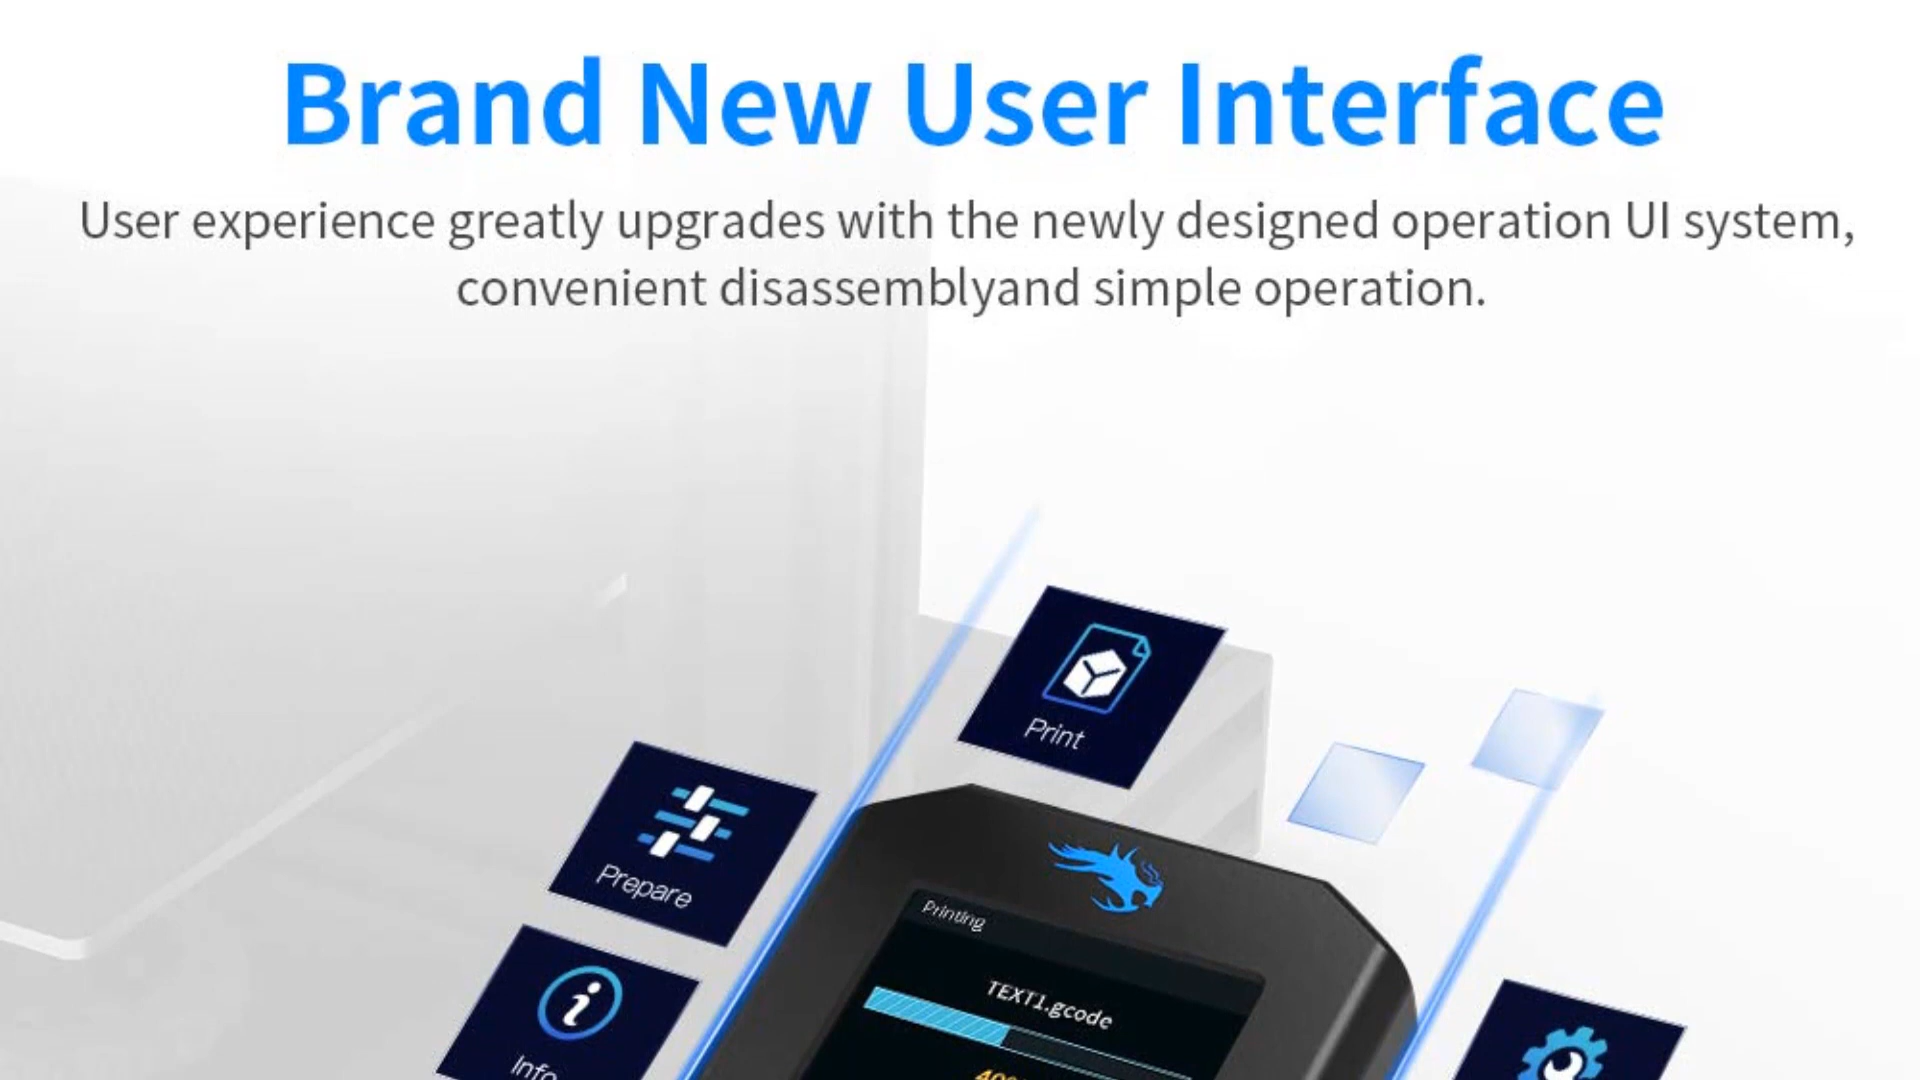 Brand New User Interface
User experience greatly upgrades with the newly designed operation UI system,
convenient disassemblyand simple operation.
Print
Prepare
Printing
TEXT1.gcode
Info